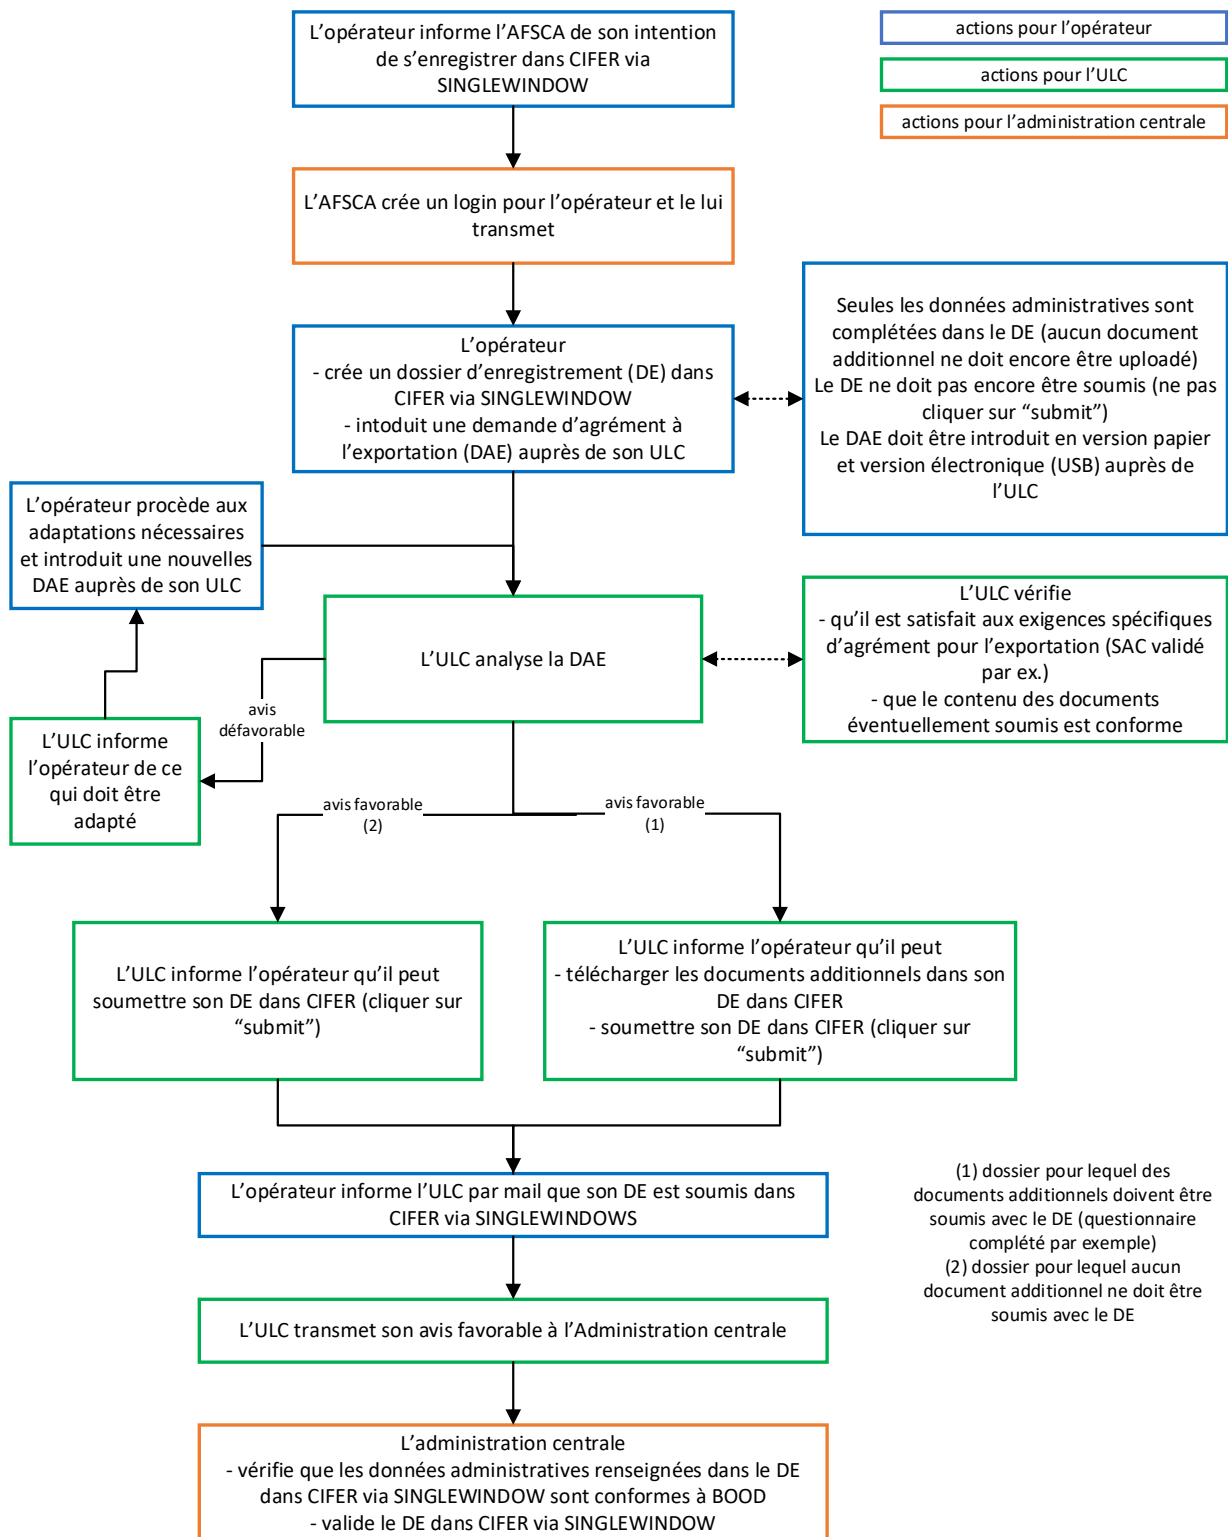 L'opérateur informe l'AFSCA de son intention
de s'enregistrer dans CIFER via
SINGLEWINDOW
actions pour l'opérateur
actions pour l'ULC
actions pour l'administration centrale
L'AFSCA crée un login pour l'opérateur et le lui
transmet
L'opérateur
- crée un dossier d'enregistrement (DE) dans
CIFER via SINGLEWINDOW
- intoduit une demande d'agrément à
l'exportation (DAE) auprès de son ULC
Seules les données administratives sont
complétées dans le DE (aucun document
additionnel ne doit encore être uploadé)
Le DE ne doit pas encore être soumis (ne pas
cliquer sur “submit”)
Le DAE doit être introduit en version papier
et version électronique (USB) auprès de
l'ULC
L'opérateur procède aux
adaptations nécessaires
et introduit une nouvelles
DAE auprès de son ULC
L'ULC analyse la DAE
L'ULC vérifie
- qu'il est satisfait aux exigences spécifiques
d'agrément pour l'exportation (SAC validé
par ex.)
- que le contenu des documents
éventuellement soumis est conforme
avis
défavorable
L'ULC informe
l'opérateur de ce
qui doit être
adapté
avis favorable
(2)
avis favorable
(1)
L'ULC informe l'opérateur qu'il peut
soumettre son DE dans CIFER (cliquer sur
“submit”)
L'ULC informe l'opérateur qu'il peut
- télécharger les documents additionnels dans son
DE dans CIFER
- soumettre son DE dans CIFER (cliquer sur
“submit”)
L'opérateur informe l'ULC par mail que son DE est soumis dans
CIFER via SINGLEWINDOWS
(1) dossier pour lequel des
documents additionnels doivent être
soumis avec le DE (questionnaire
complété par exemple)
(2) dossier pour lequel aucun
document additionnel ne doit être
soumis avec le DE
L'ULC transmet son avis favorable à l'Administration centrale
L'administration centrale
- vérifie que les données administratives renseignées dans le DE
dans CIFER via SINGLEWINDOW sont conformes à BOOD
- valide le DE dans CIFER via SINGLEWINDOW